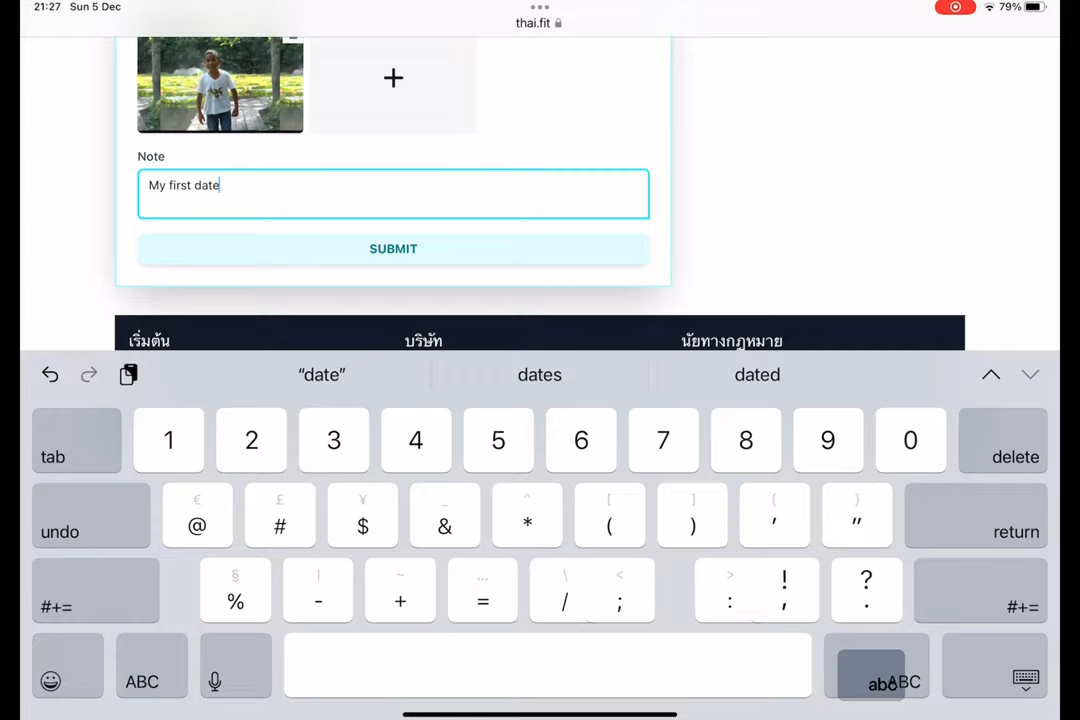 21:27 Sun 5 Dec
79%
thai.fit
Note
My first date
SUBMIT
เริ่มต้น บริษัท นัยทางกฎหมาย
“date” dates dated
tab 1 2 3 4 5 6 7 8 9 0 delete
€ £ ¥ _ ^ [ ] { }
undo @ # $ & * ( ) ' " return
§ | ~ … \ < > ! ?
#+= % - + = / ; : , . #+=
ABC ABC